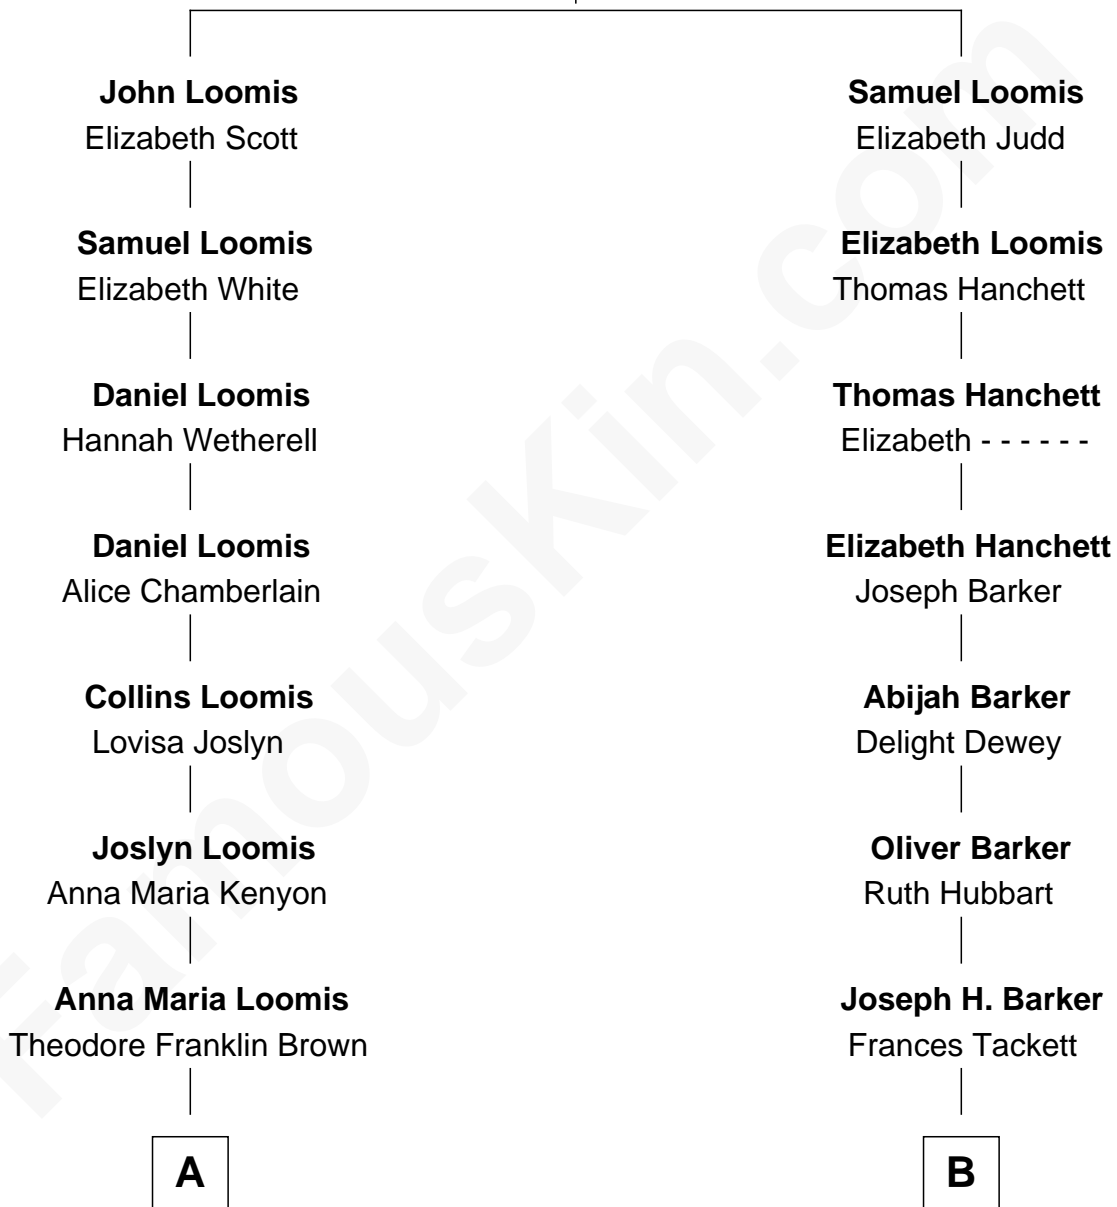 John Loomis
Elizabeth Scott
Samuel Loomis
Elizabeth White
Daniel Loomis
Hannah Wetherell
Daniel Loomis
Alice Chamberlain
Collins Loomis
Lovisa Joslyn
Joslyn Loomis
Anna Maria Kenyon
Anna Maria Loomis
Theodore Franklin Brown
A
Samuel Loomis
Elizabeth Judd
Elizabeth Loomis
Thomas Hanchett
Thomas Hanchett
Elizabeth - - - - - -
Elizabeth Hanchett
Joseph Barker
Abijah Barker
Delight Dewey
Oliver Barker
Ruth Hubbart
Joseph H. Barker
Frances Tackett
B
FamousKin.com